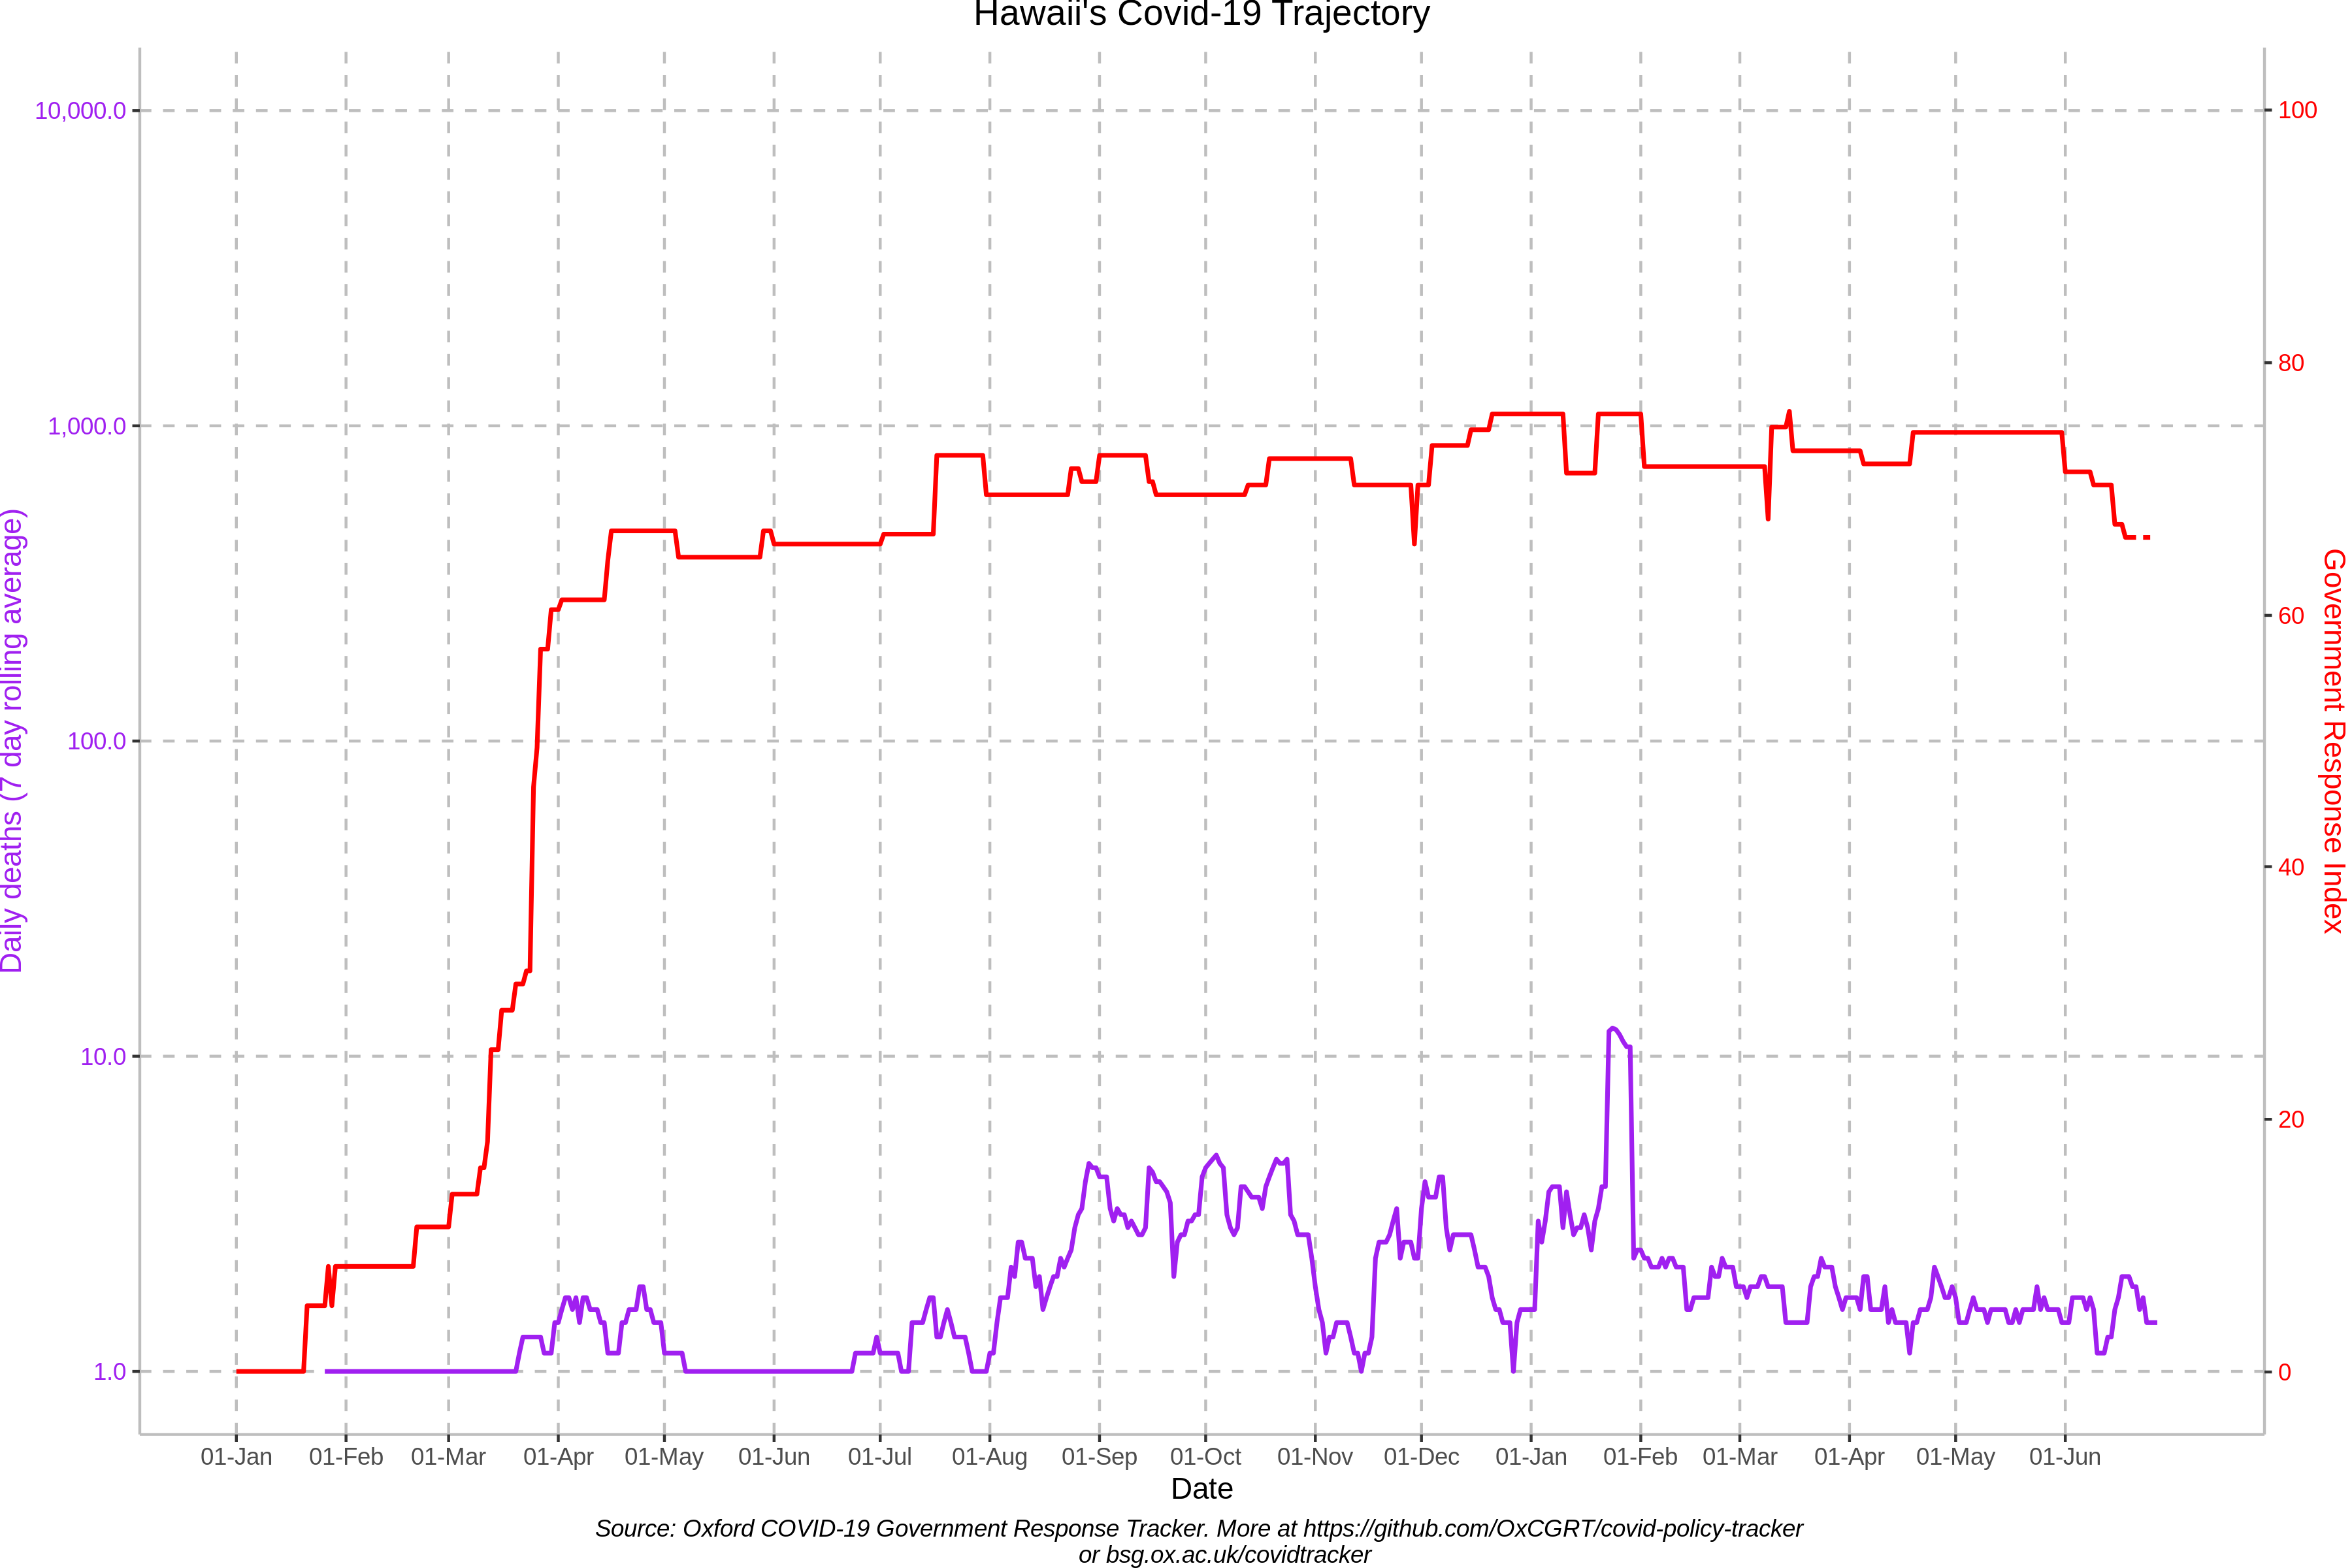 Hawaii's Covid-19 Trajectory
10,000.0
1,000.0
100.0
10.0
1.0
Daily deaths (7 day rolling average)
100
80
60
40
20
0
Government Response Index
01-Jan 01-Feb 01-Mar 01-Apr 01-May 01-Jun 01-Jul 01-Aug 01-Sep 01-Oct 01-Nov 01-Dec 01-Jan 01-Feb 01-Mar 01-Apr 01-May 01-Jun
Date
Source: Oxford COVID-19 Government Response Tracker. More at https://github.com/OxCGRT/covid-policy-tracker
or bsg.ox.ac.uk/covidtracker